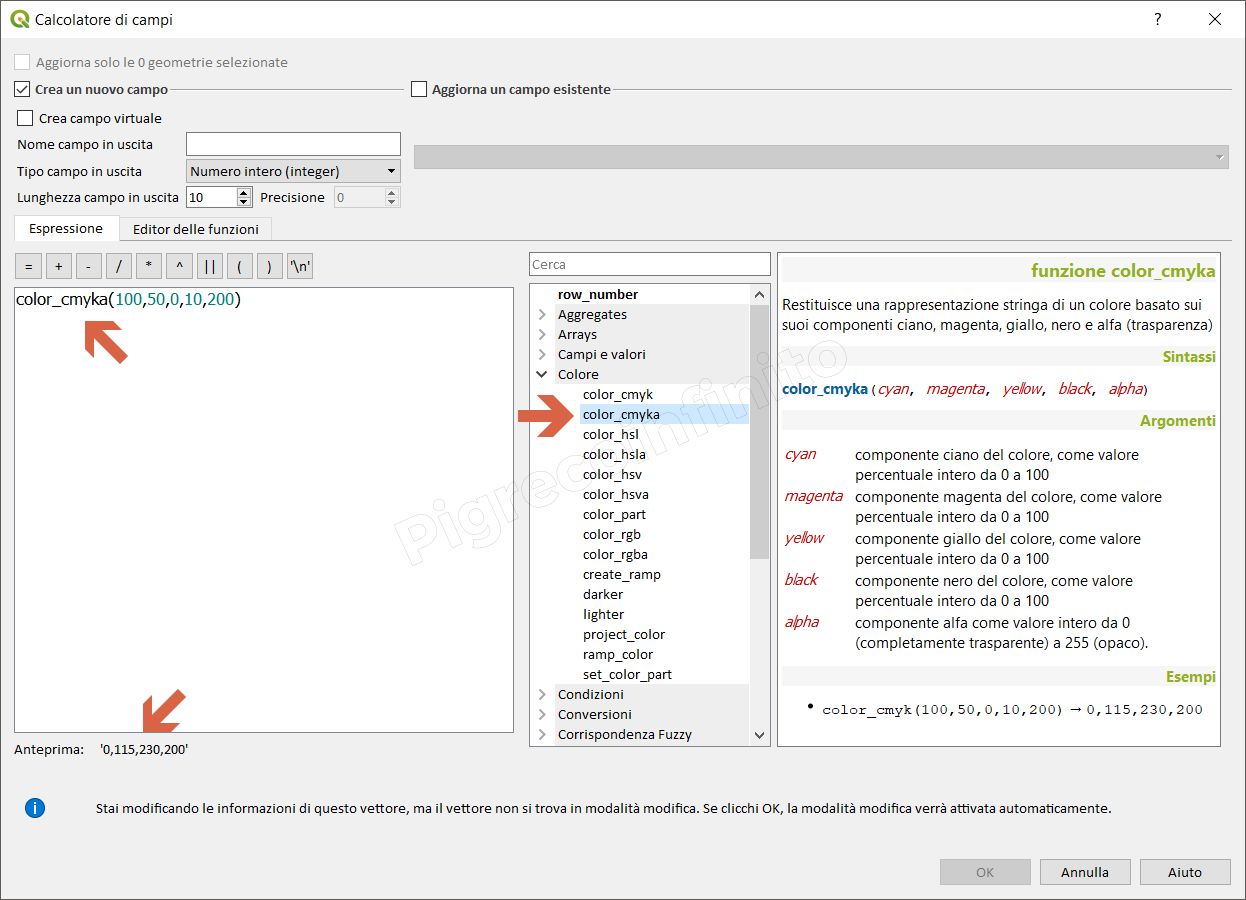 Calcolatore di campi
?
Aggiorna solo le 0 geometrie selezionate
Crea un nuovo campo
Aggiorna un campo esistente
Crea campo virtuale
Nome campo in uscita
Tipo campo in uscita Numero intero (integer)
Lunghezza campo in uscita 10 Precisione 0
Espressione Editor delle funzioni
= + - / * ^ || ( ) '\n'
color_cmyka(100,50,0,10,200)
Anteprima: '0,115,230,200'
Cerca
row_number
Aggregates
Arrays
Campi e valori
Colore
color_cmyk
color_cmyka
color_hsl
color_hsla
color_hsv
color_hsva
color_part
color_rgb
color_rgba
create_ramp
darker
lighter
project_color
ramp_color
set_color_part
Condizioni
Conversioni
Corrispondenza Fuzzy
funzione color_cmyka
Restituisce una rappresentazione stringa di un colore basato sui
suoi componenti ciano, magenta, giallo, nero e alfa (trasparenza)
Sintassi
color_cmyka(cyan, magenta, yellow, black, alpha)
Argomenti
cyan componente ciano del colore, come valore
percentuale intero da 0 a 100
magenta componente magenta del colore, come valore
percentuale intero da 0 a 100
yellow componente giallo del colore, come valore
percentuale intero da 0 a 100
black componente nero del colore, come valore
percentuale intero da 0 a 100
alpha componente alfa come valore intero da 0
(completamente trasparente) a 255 (opaco).
Esempi
• color_cmyk(100,50,0,10,200) → 0,115,230,200
Pigrecoinfinito
Stai modificando le informazioni di questo vettore, ma il vettore non si trova in modalità modifica. Se clicchi OK, la modalità modifica verrà attivata automaticamente.
OK Annulla Aiuto